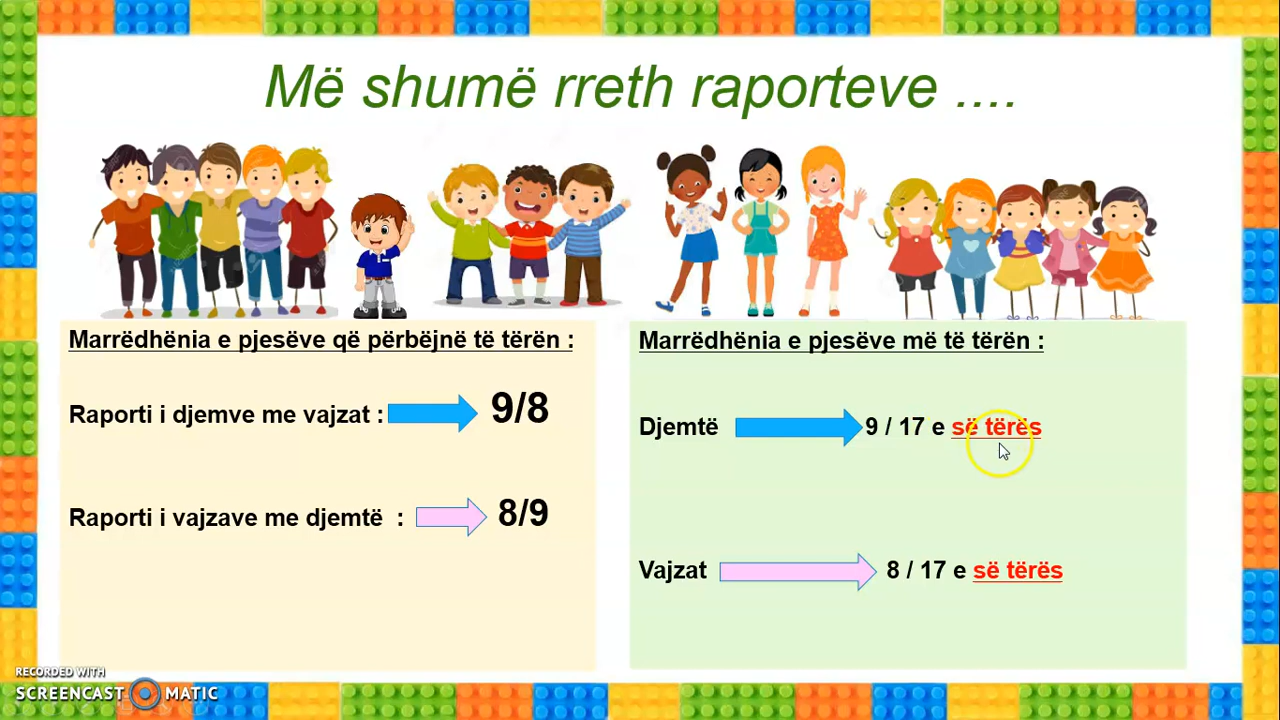 Më shumë rreth raporteve ....
Marrëdhënia e pjesëve që përbëjnë të tërën :
Raporti i djemve me vajzat : 9/8
Raporti i vajzave me djemtë : 8/9
Marrëdhënia e pjesëve më të tërën :
Djemtë 9 / 17 e së tërës
Vajzat 8 / 17 e së tërës
RECORDED WITH
SCREENCAST MATIC